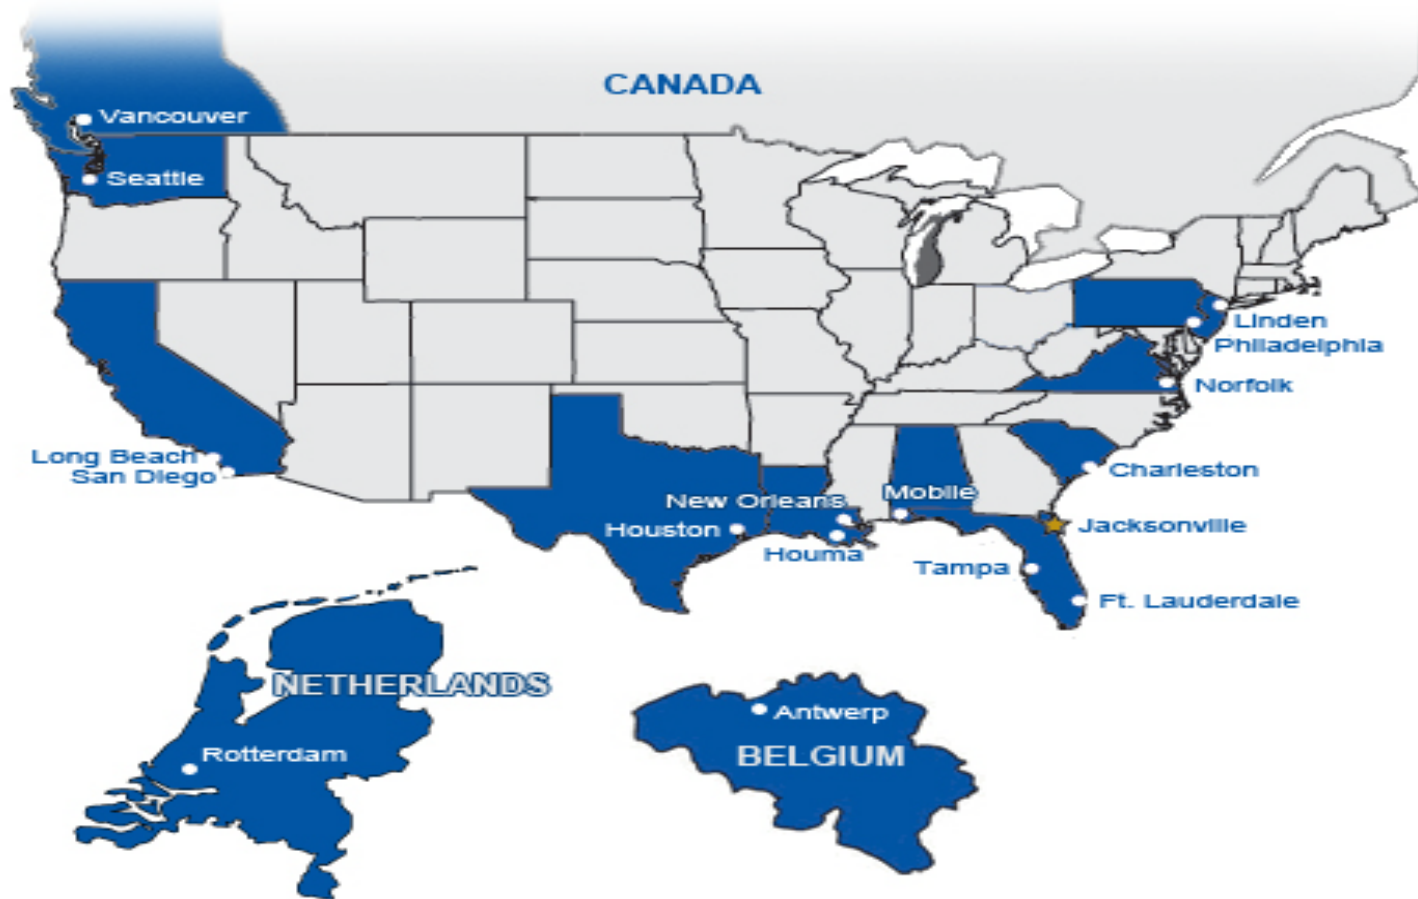 CANADA
Vancouver
Seattle
Linden
Philadelphia
Norfolk
Long Beach
San Diego
Charleston
New Orleans
Mobile
Houston
Jacksonville
Houma
Tampa
Ft. Lauderdale
NETHERLANDS
Antwerp
Rotterdam
BELGIUM